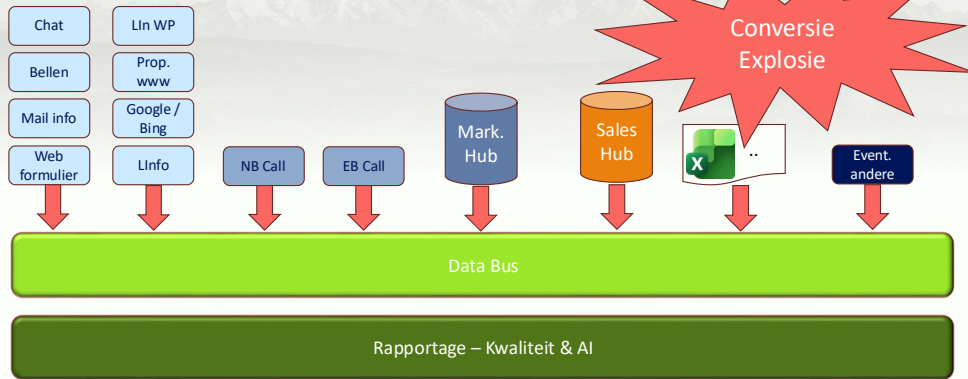 Chat
LIn WP
Conversie
Explosie
Bellen
Prop.
www
Mail info
Google /
Bing
Mark.
Hub
Sales
Hub
X
..
Web
formulier
LInfo
NB Call
EB Call
Event.
andere
Data Bus
Rapportage – Kwaliteit & AI